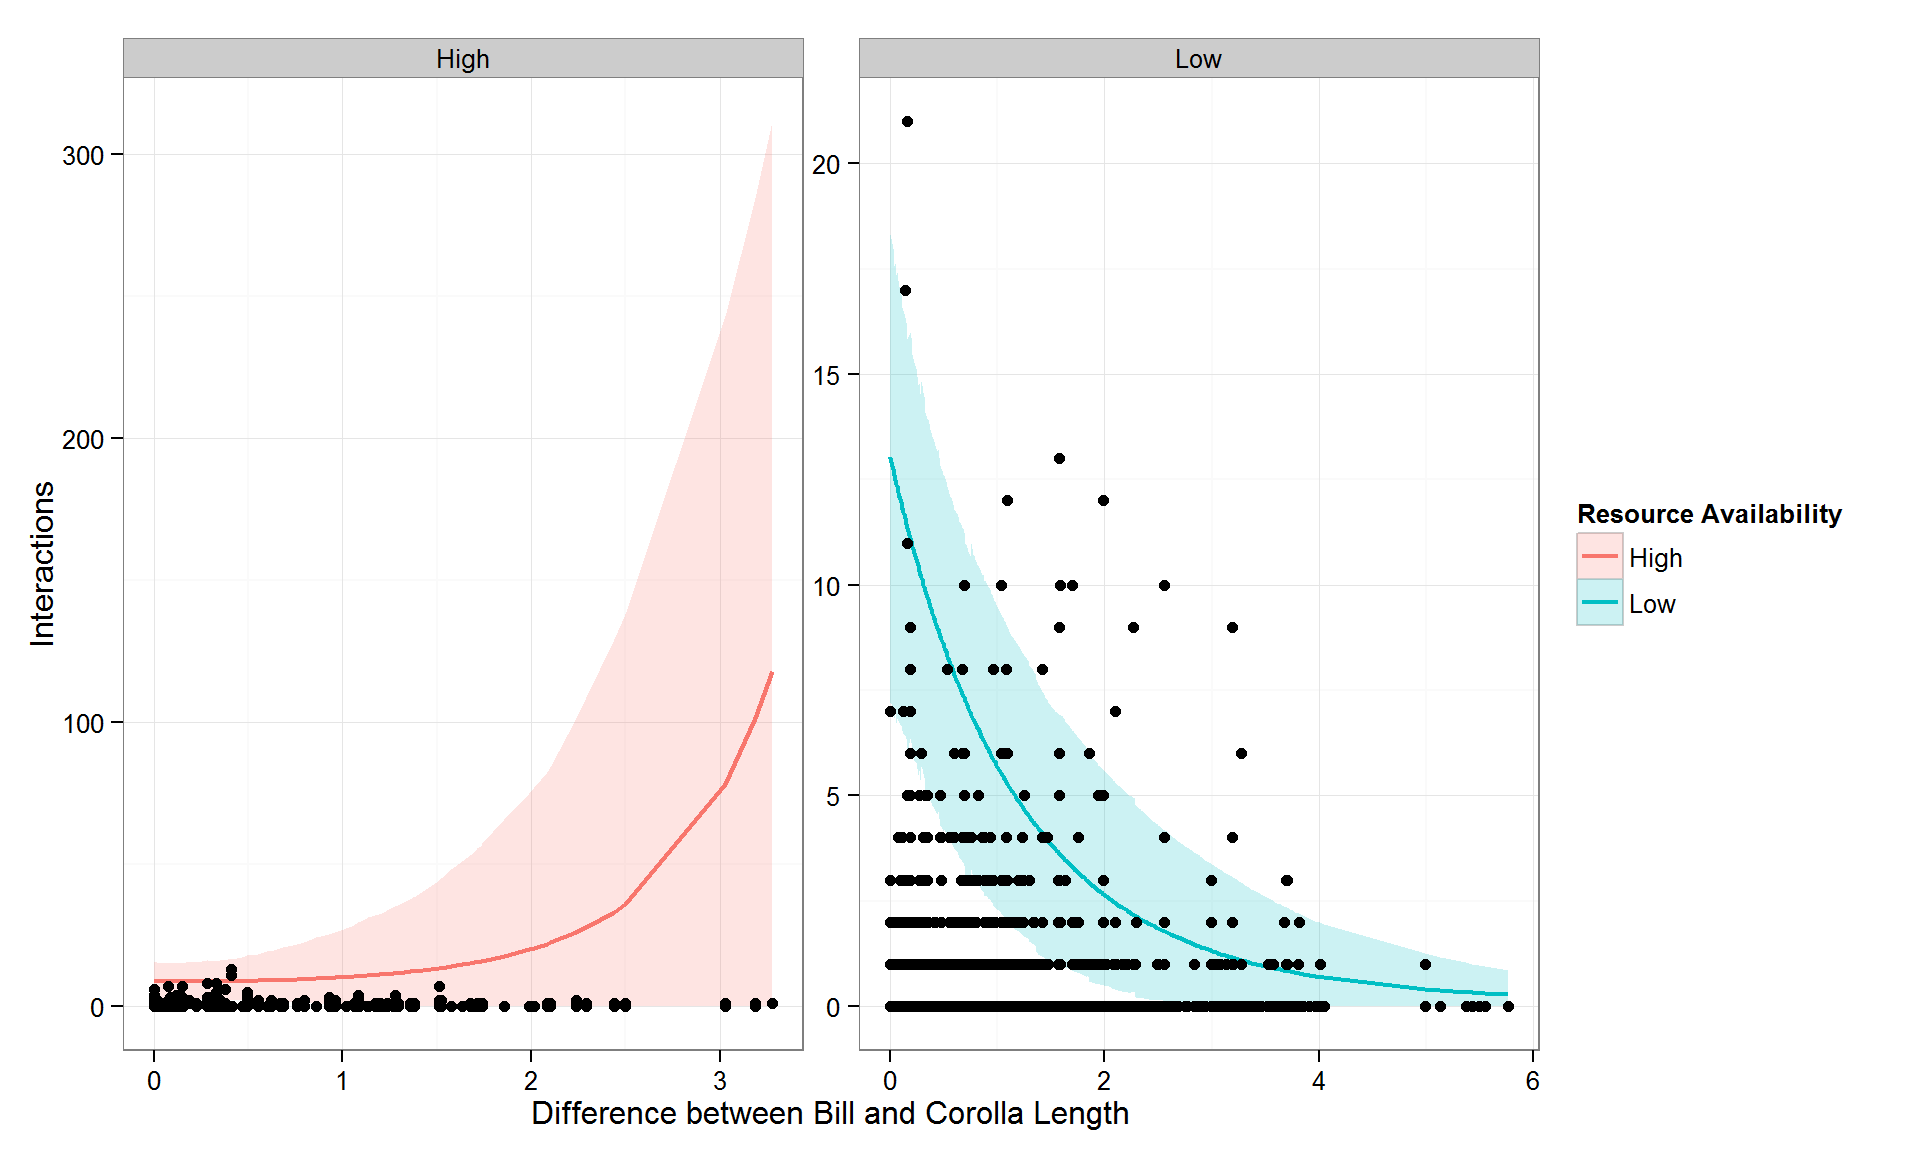 High
Low
300
200
100
0
20
15
10
5
0
Interactions
0 1 2 3
0 2 4 6
Difference between Bill and Corolla Length
Resource Availability
High
Low